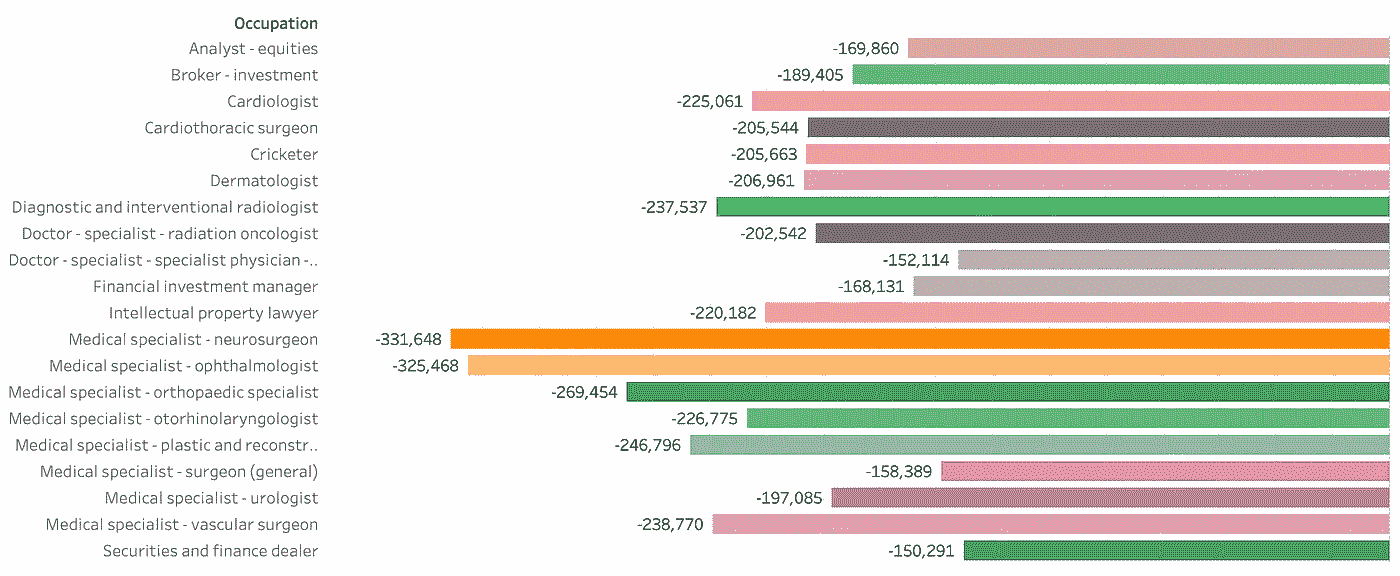 Occupation
Analyst - equities -169,860
Broker - investment -189,405
Cardiologist -225,061
Cardiothoracic surgeon -205,544
Cricketer -205,663
Dermatologist -206,961
Diagnostic and interventional radiologist -237,537
Doctor - specialist - radiation oncologist -202,542
Doctor - specialist - specialist physician -.. -152,114
Financial investment manager -168,131
Intellectual property lawyer -220,182
Medical specialist - neurosurgeon -331,648
Medical specialist - ophthalmologist -325,468
Medical specialist - orthopaedic specialist -269,454
Medical specialist - otorhinolaryngologist -226,775
Medical specialist - plastic and reconstr.. -246,796
Medical specialist - surgeon (general) -158,389
Medical specialist - urologist -197,085
Medical specialist - vascular surgeon -238,770
Securities and finance dealer -150,291